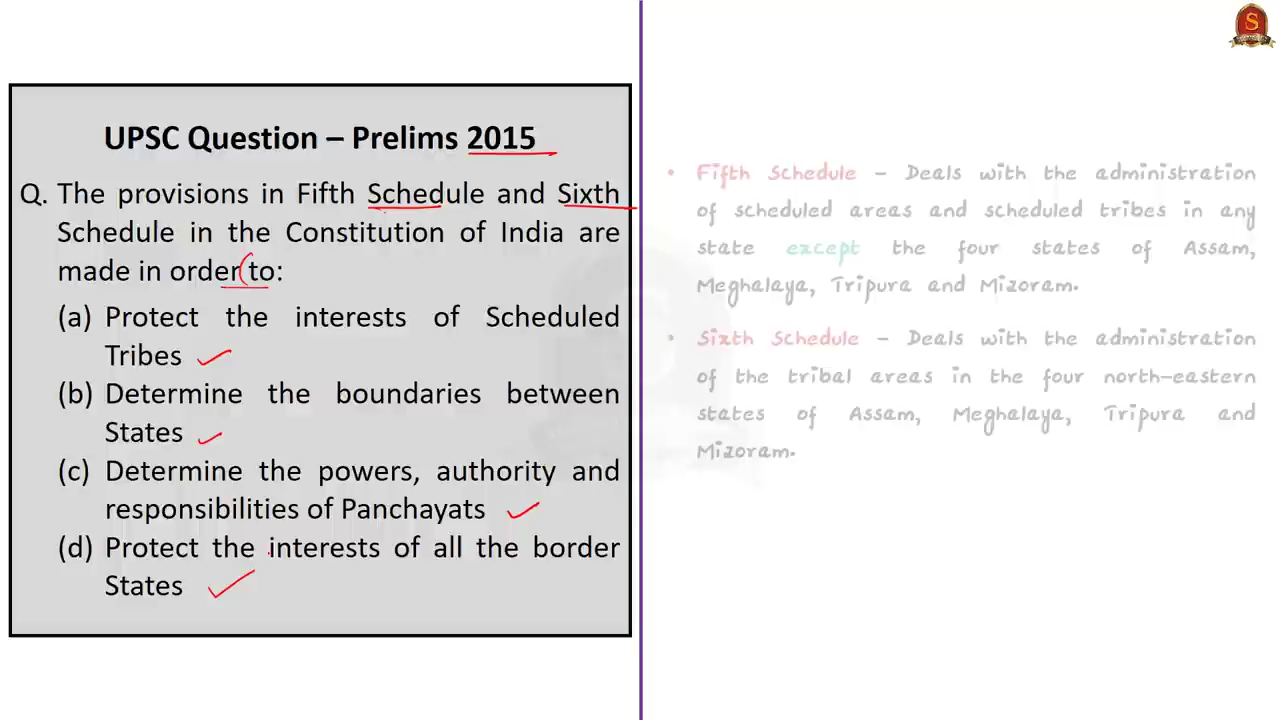 S
UPSC Question – Prelims 2015
Q. The provisions in Fifth Schedule and Sixth
Schedule in the Constitution of India are
made in order to:
(a) Protect the interests of Scheduled
Tribes
(b) Determine the boundaries between
States
(c) Determine the powers, authority and
responsibilities of Panchayats
(d) Protect the interests of all the border
States
• Fifth Schedule – Deals with the administration
of scheduled areas and scheduled tribes in any
state except the four states of Assam,
Meghalaya, Tripura and Mizoram.
• Sixth Schedule – Deals with the administration
of the tribal areas in the four north-eastern
states of Assam, Meghalaya, Tripura and
Mizoram.